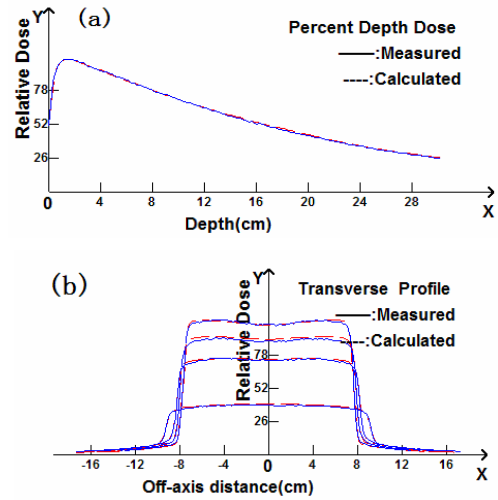 Y
(a)
Percent Depth Dose
——:Measured
----:Calculated
Relative Dose
78
52
26
0 4 8 12 16 20 24 28
X
Depth(cm)
Y
(b)
Transverse Profile
——:Measured
----:Calculated
Relative Dose
78
52
26
-16 -12 -8 -4 0 4 8 12 16
X
Off-axis distance(cm)